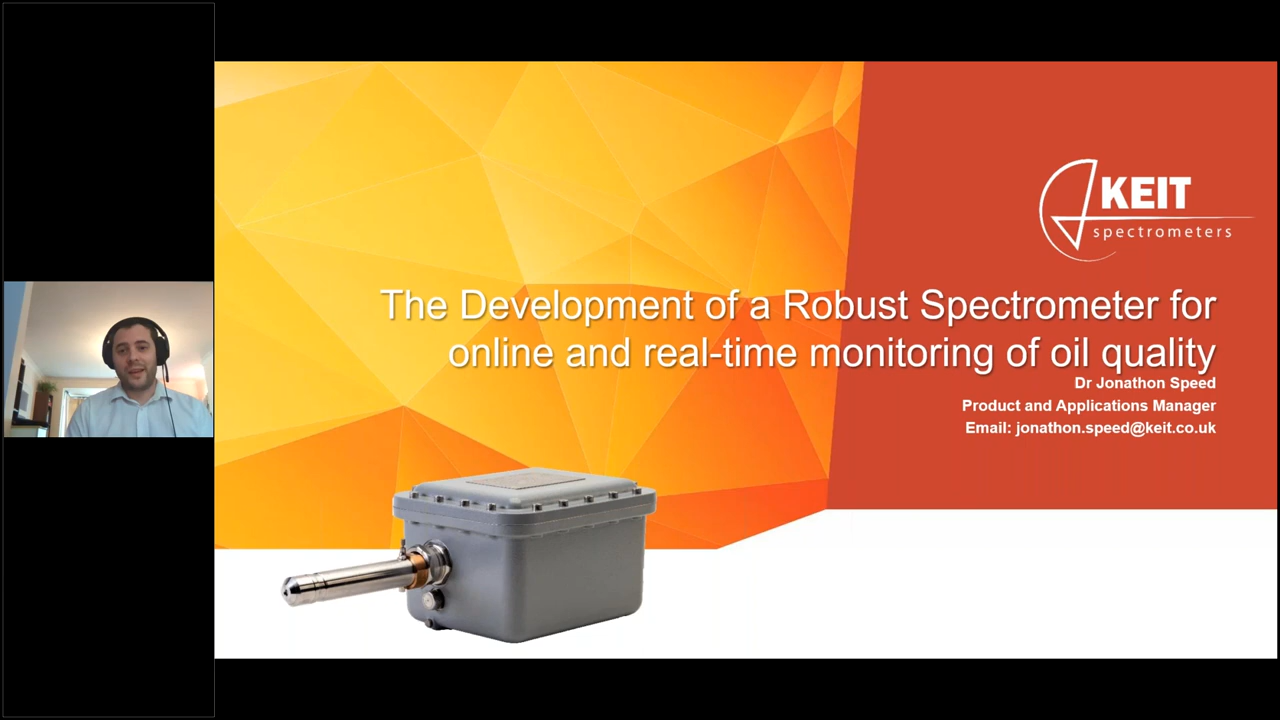 KEIT
spectrometers
The Development of a Robust Spectrometer for
online and real-time monitoring of oil quality
Dr Jonathon Speed
Product and Applications Manager
Email: jonathon.speed@keit.co.uk